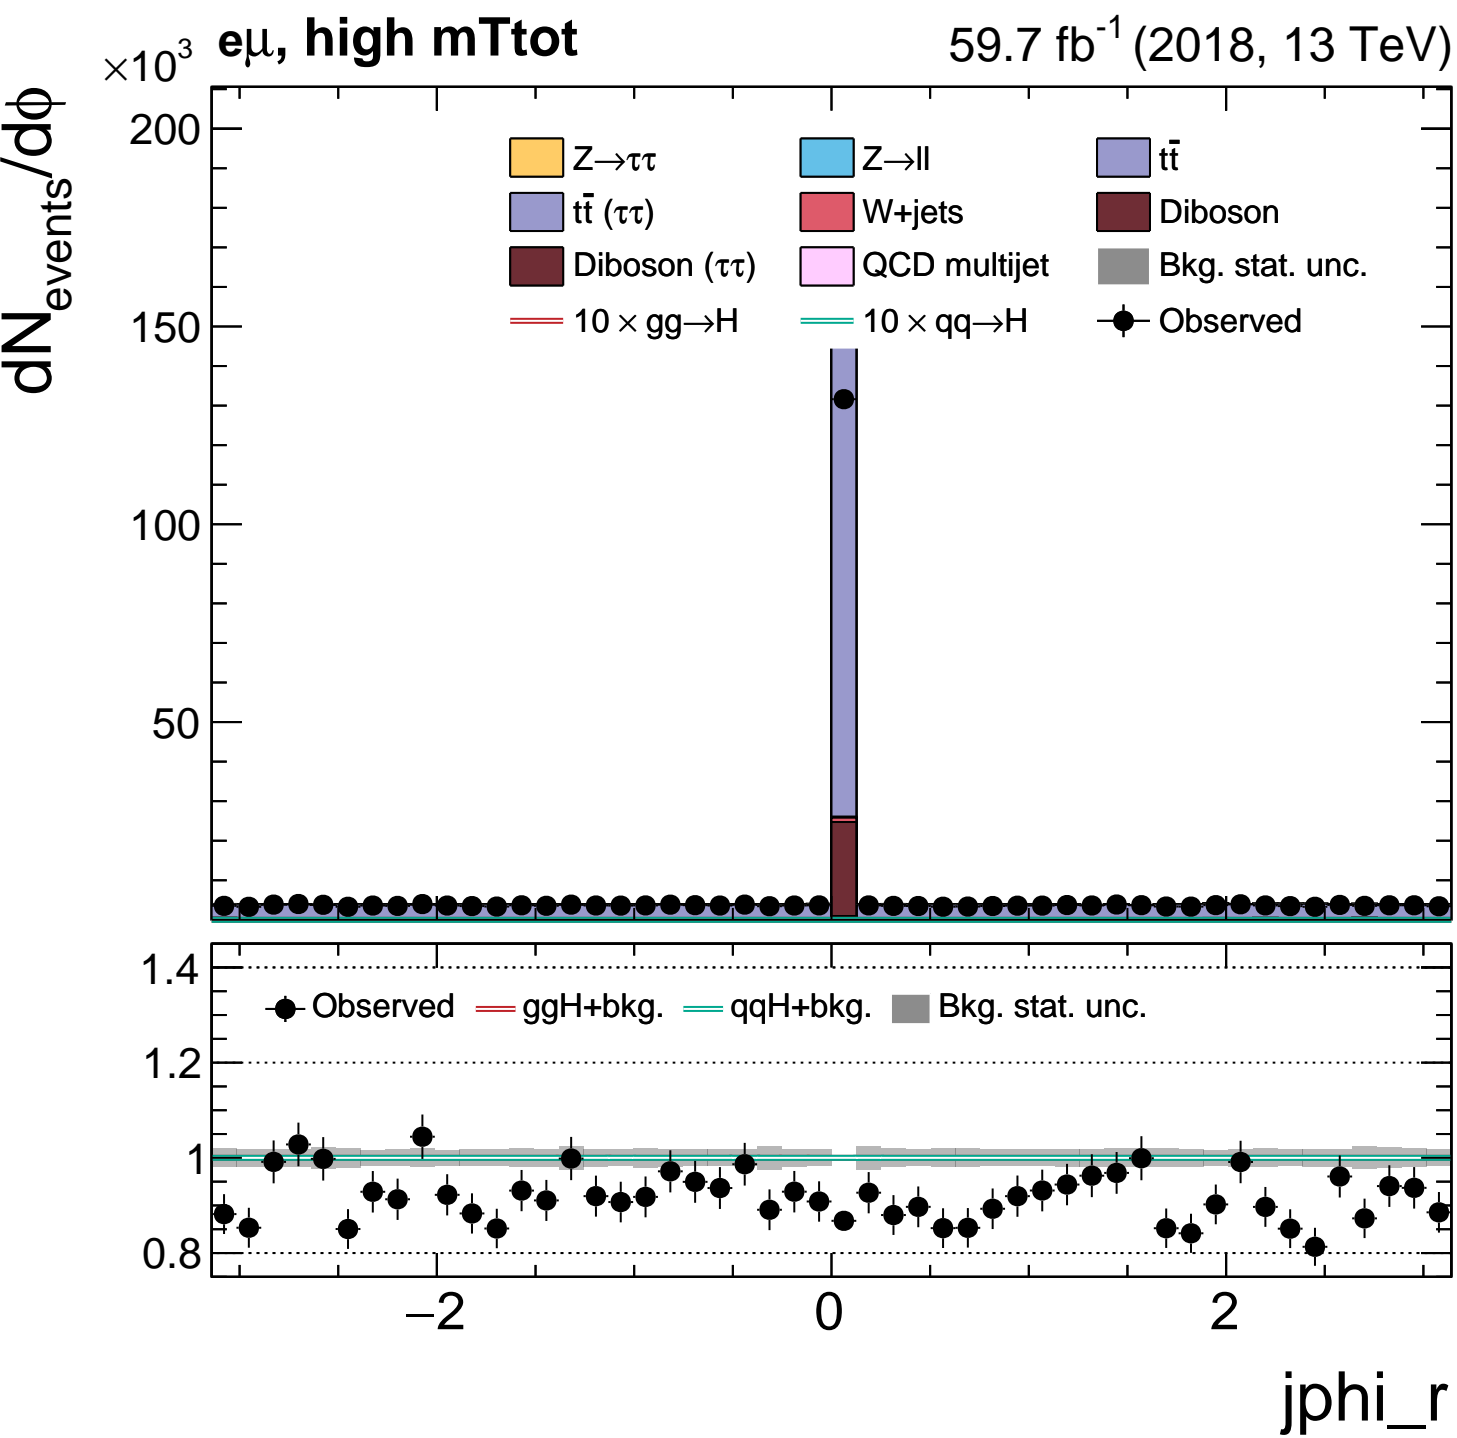 ×10³ eμ, high mTtot 59.7 fb⁻¹ (2018, 13 TeV)
dN_events/dϕ
200
150
100
50
Z→ττ Z→ll tt̄
tt̄ (ττ) W+jets Diboson
Diboson (ττ) QCD multijet Bkg. stat. unc.
10 × gg→H 10 × qq→H Observed
1.4
1.2
1
0.8
Observed ggH+bkg. qqH+bkg. Bkg. stat. unc.
−2 0 2
jphi_r